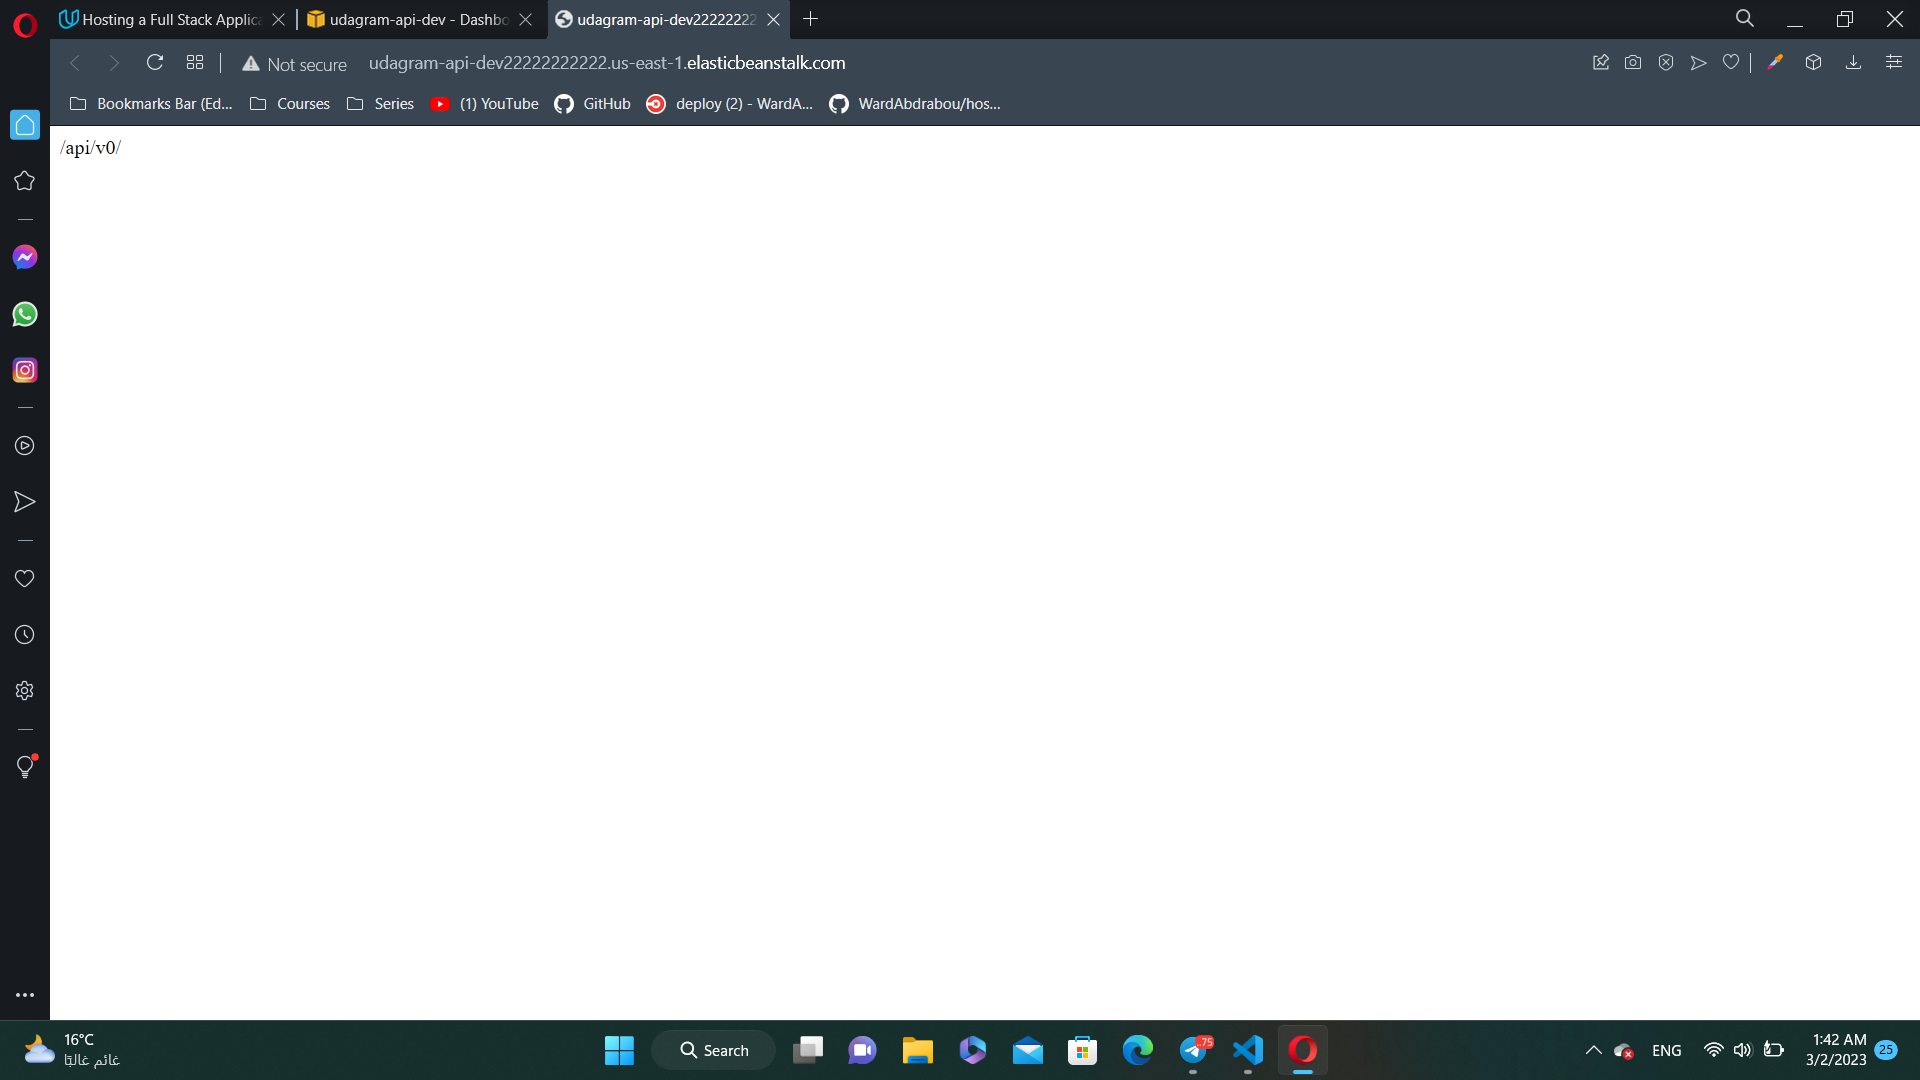 Hosting a Full Stack Applica
udagram-api-dev - Dashbo
udagram-api-dev22222222
Not secure
udagram-api-dev22222222222.us-east-1.elasticbeanstalk.com
Bookmarks Bar (Ed...
Courses
Series
(1) YouTube
GitHub
deploy (2) - WardA...
WardAbdrabou/hos...
/api/v0/
16°C
غائم غالبًا
Search
..75
ENG
1:42 AM
3/2/2023
25